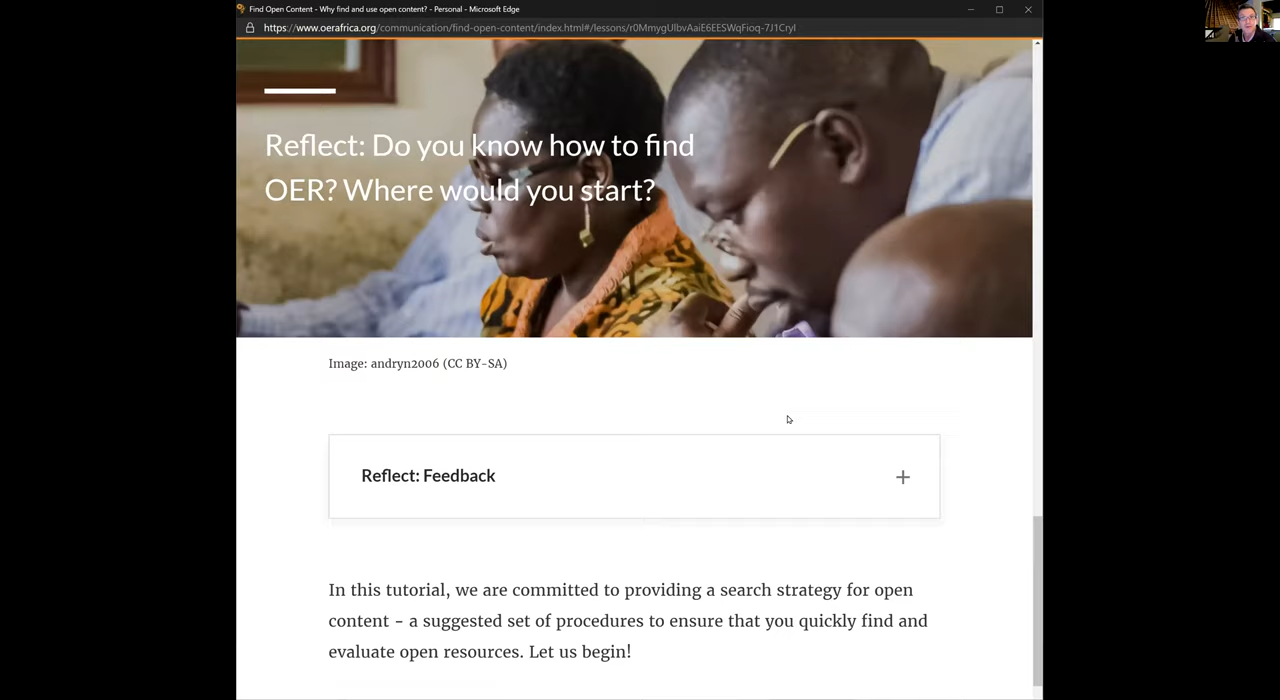 Find Open Content - Why find and use open content? - Personal - Microsoft Edge
https://www.oerafrica.org/communication/find-open-content/index.html#/lessons/r0MmygUlbvAaiE6EESWqFioq-7J1CryI
Reflect: Do you know how to find
OER? Where would you start?
Image: andryn2006 (CC BY-SA)
Reflect: Feedback
In this tutorial, we are committed to providing a search strategy for open
content - a suggested set of procedures to ensure that you quickly find and
evaluate open resources. Let us begin!